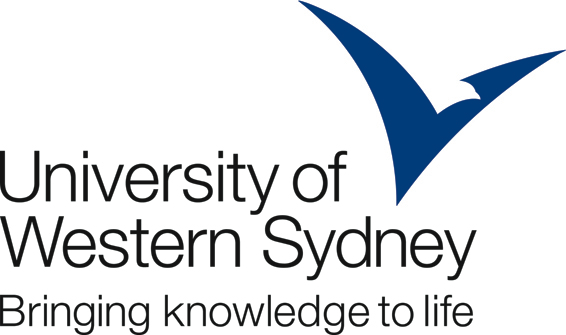 University of
Western Sydney
Bringing knowledge to life